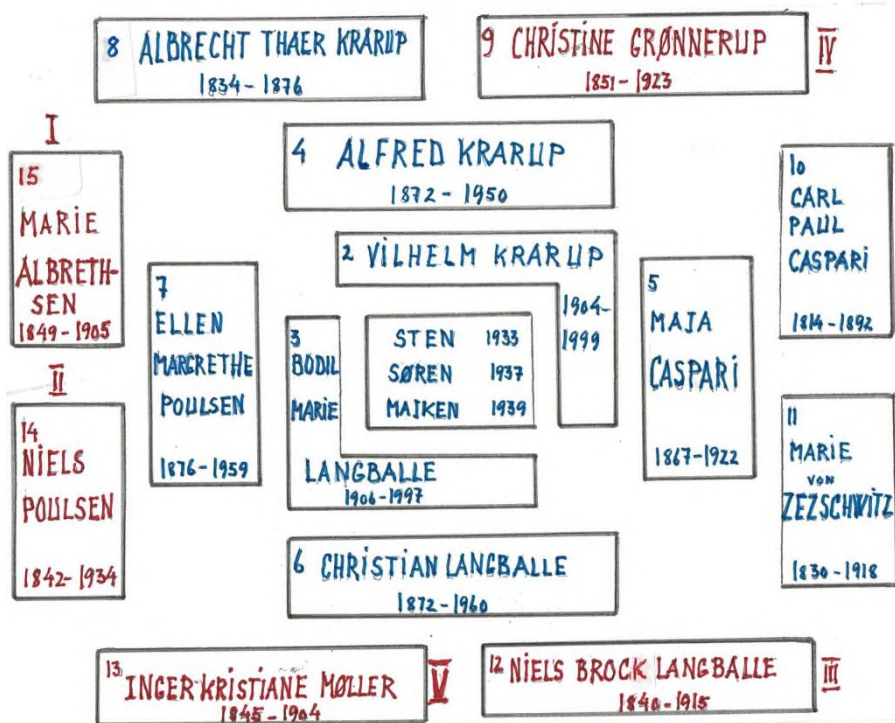 8 ALBRECHT THAER KRARUP
1834-1876
9 CHRISTINE GRØNNERUP
1851-1923
IV
I
15
MARIE
ALBRETH-
SEN
1849-1905
4 ALFRED KRARUP
1872-1950
10
CARL
PAUL
CASPARI
1814-1892
2 VILHELM KRARUP
1904-
1999
7
ELLEN
MARGRETHE
POULSEN
1876-1959
3
BODIL
MARIE
LANGBALLE
1906-1997
STEN 1933
SØREN 1937
MAJKEN 1939
5
MAJA
CASPARI
1867-1922
II
14
NIELS
POULSEN
1842-1934
11
MARIE
VON
ZEZSCHWITZ
1830-1918
6 CHRISTIAN LANGBALLE
1872-1960
13 INGER KRISTIANE MØLLER
1845-1904
V
12 NIELS BROCK LANGBALLE
1840-1915
III